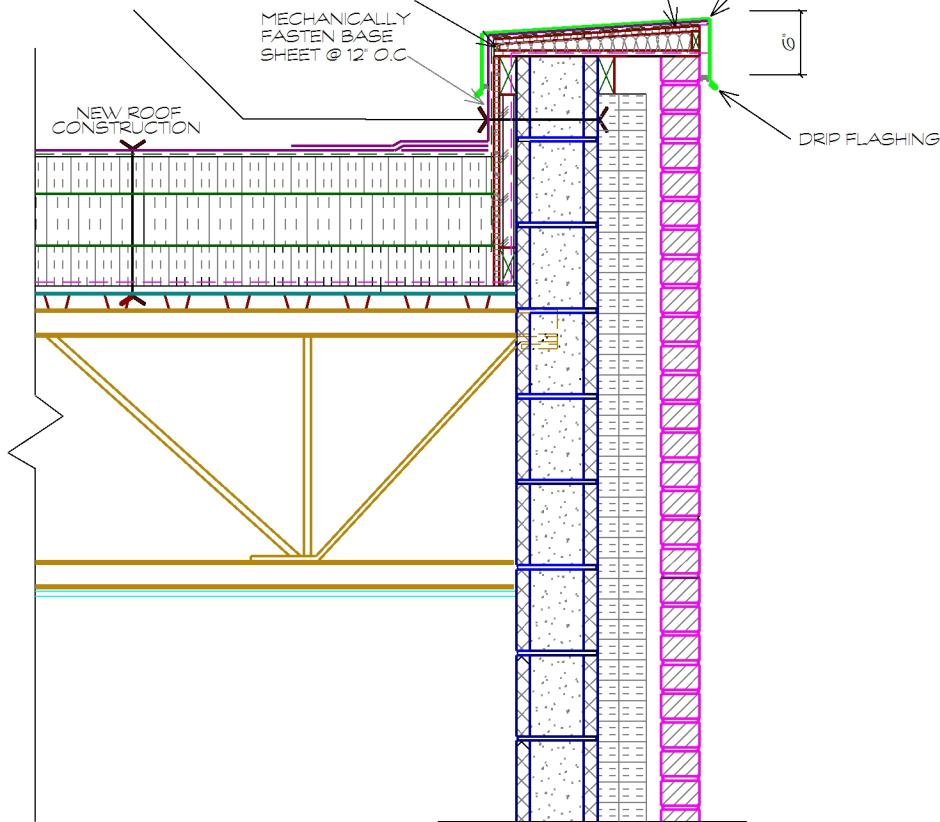 MECHANICALLY
FASTEN BASE
SHEET @ 12" O.C
6"
NEW ROOF
CONSTRUCTION
DRIP FLASHING